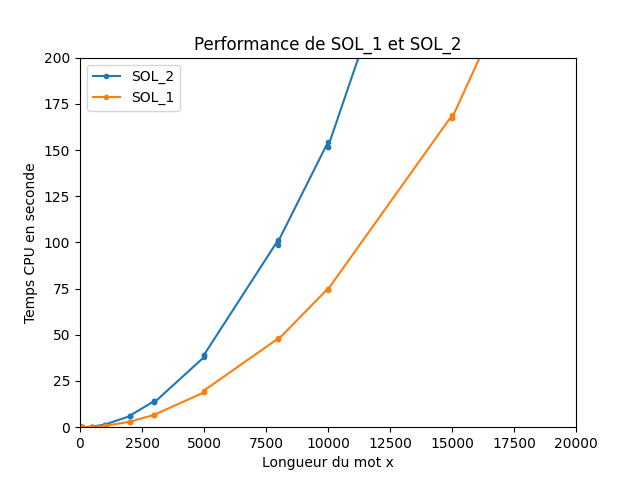 Performance de SOL_1 et SOL_2
SOL_2
SOL_1
200
175
150
125
100
75
50
25
0
Temps CPU en seconde
0 2500 5000 7500 10000 12500 15000 17500 20000
Longueur du mot x